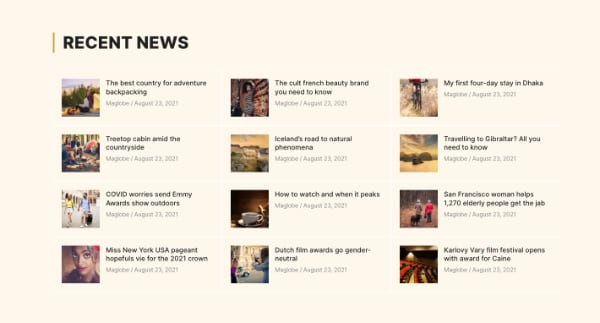 RECENT NEWS
The best country for adventure
backpacking
Maglobe / August 23, 2021
The cult french beauty brand
you need to know
Maglobe / August 23, 2021
My first four-day stay in Dhaka
Maglobe / August 23, 2021
Treetop cabin amid the
countryside
Maglobe / August 23, 2021
Iceland's road to natural
phenomena
Maglobe / August 23, 2021
Travelling to Gibraltar? All you
need to know
Maglobe / August 23, 2021
COVID worries send Emmy
Awards show outdoors
Maglobe / August 23, 2021
How to watch and when it peaks
Maglobe / August 23, 2021
San Francisco woman helps
1,270 elderly people get the jab
Maglobe / August 23, 2021
Miss New York USA pageant
hopefuls vie for the 2021 crown
Maglobe / August 23, 2021
Dutch film awards go gender-
neutral
Maglobe / August 23, 2021
Karlovy Vary film festival opens
with award for Caine
Maglobe / August 23, 2021